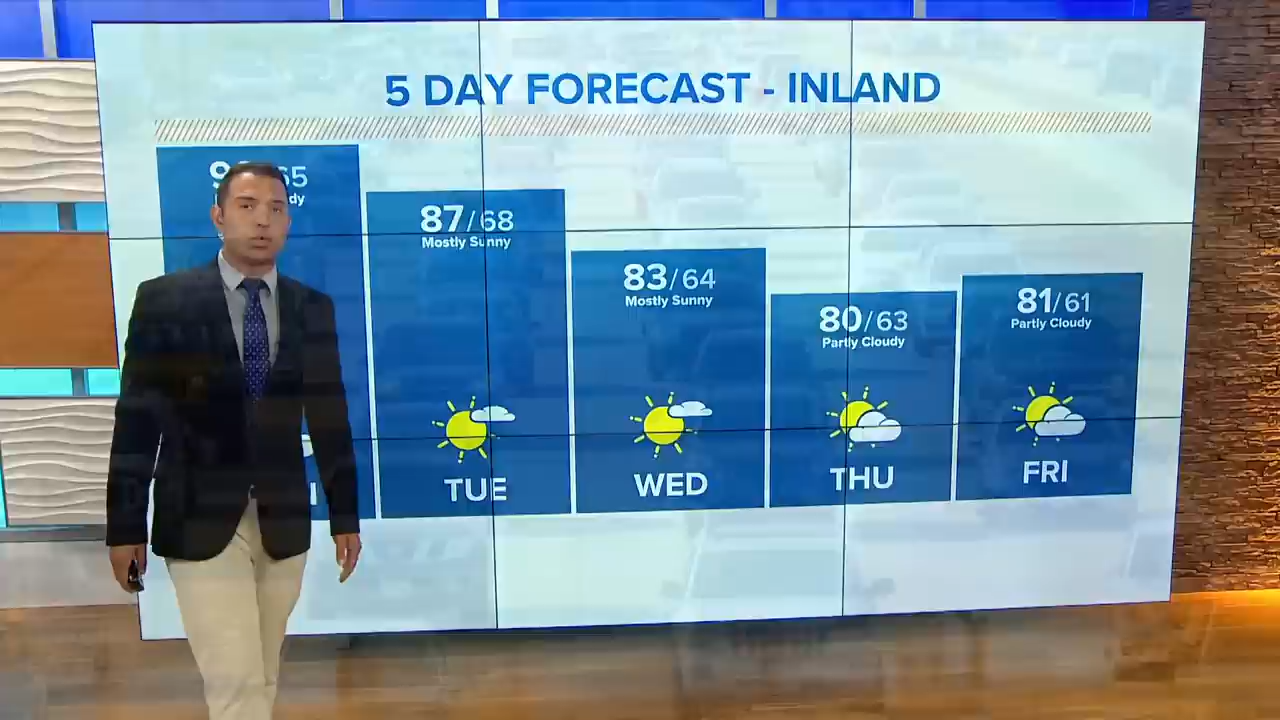 5 DAY FORECAST - INLAND
87/68
Mostly Sunny
TUE
83/64
Mostly Sunny
WED
80/63
Partly Cloudy
THU
81/61
Partly Cloudy
FRI